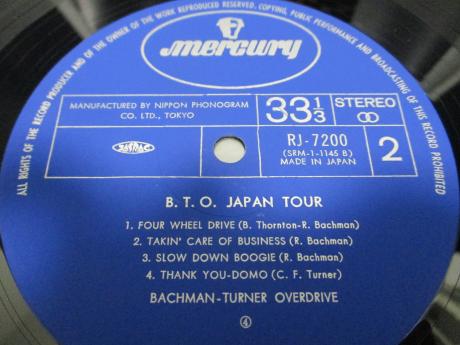 ALL RIGHTS OF THE RECORD PRODUCER AND OF THE OWNER OF THE WORK REPRODUCED RESERVED. COPYING, PUBLIC PERFORMANCE AND BROADCASTING OF THIS RECORD PROHIBITED
mercury
MANUFACTURED BY NIPPON PHONOGRAM
CO. LTD., TOKYO
33 1/3
STEREO
JASRAC
RJ-7200
(SRM-1-1145 B)
MADE IN JAPAN
2
B. T. O. JAPAN TOUR
1. FOUR WHEEL DRIVE (B. Thornton-R. Bachman)
2. TAKIN' CARE OF BUSINESS (R. Bachman)
3. SLOW DOWN BOOGIE (R. Bachman)
4. THANK YOU-DOMO (C. F. Turner)
BACHMAN-TURNER OVERDRIVE
④